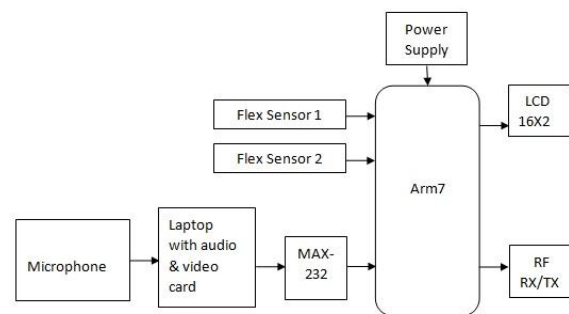 Power
Supply
Flex Sensor 1
LCD
16X2
Flex Sensor 2
Arm7
Laptop
with audio
& video
card
Microphone
MAX-
232
RF
RX/TX